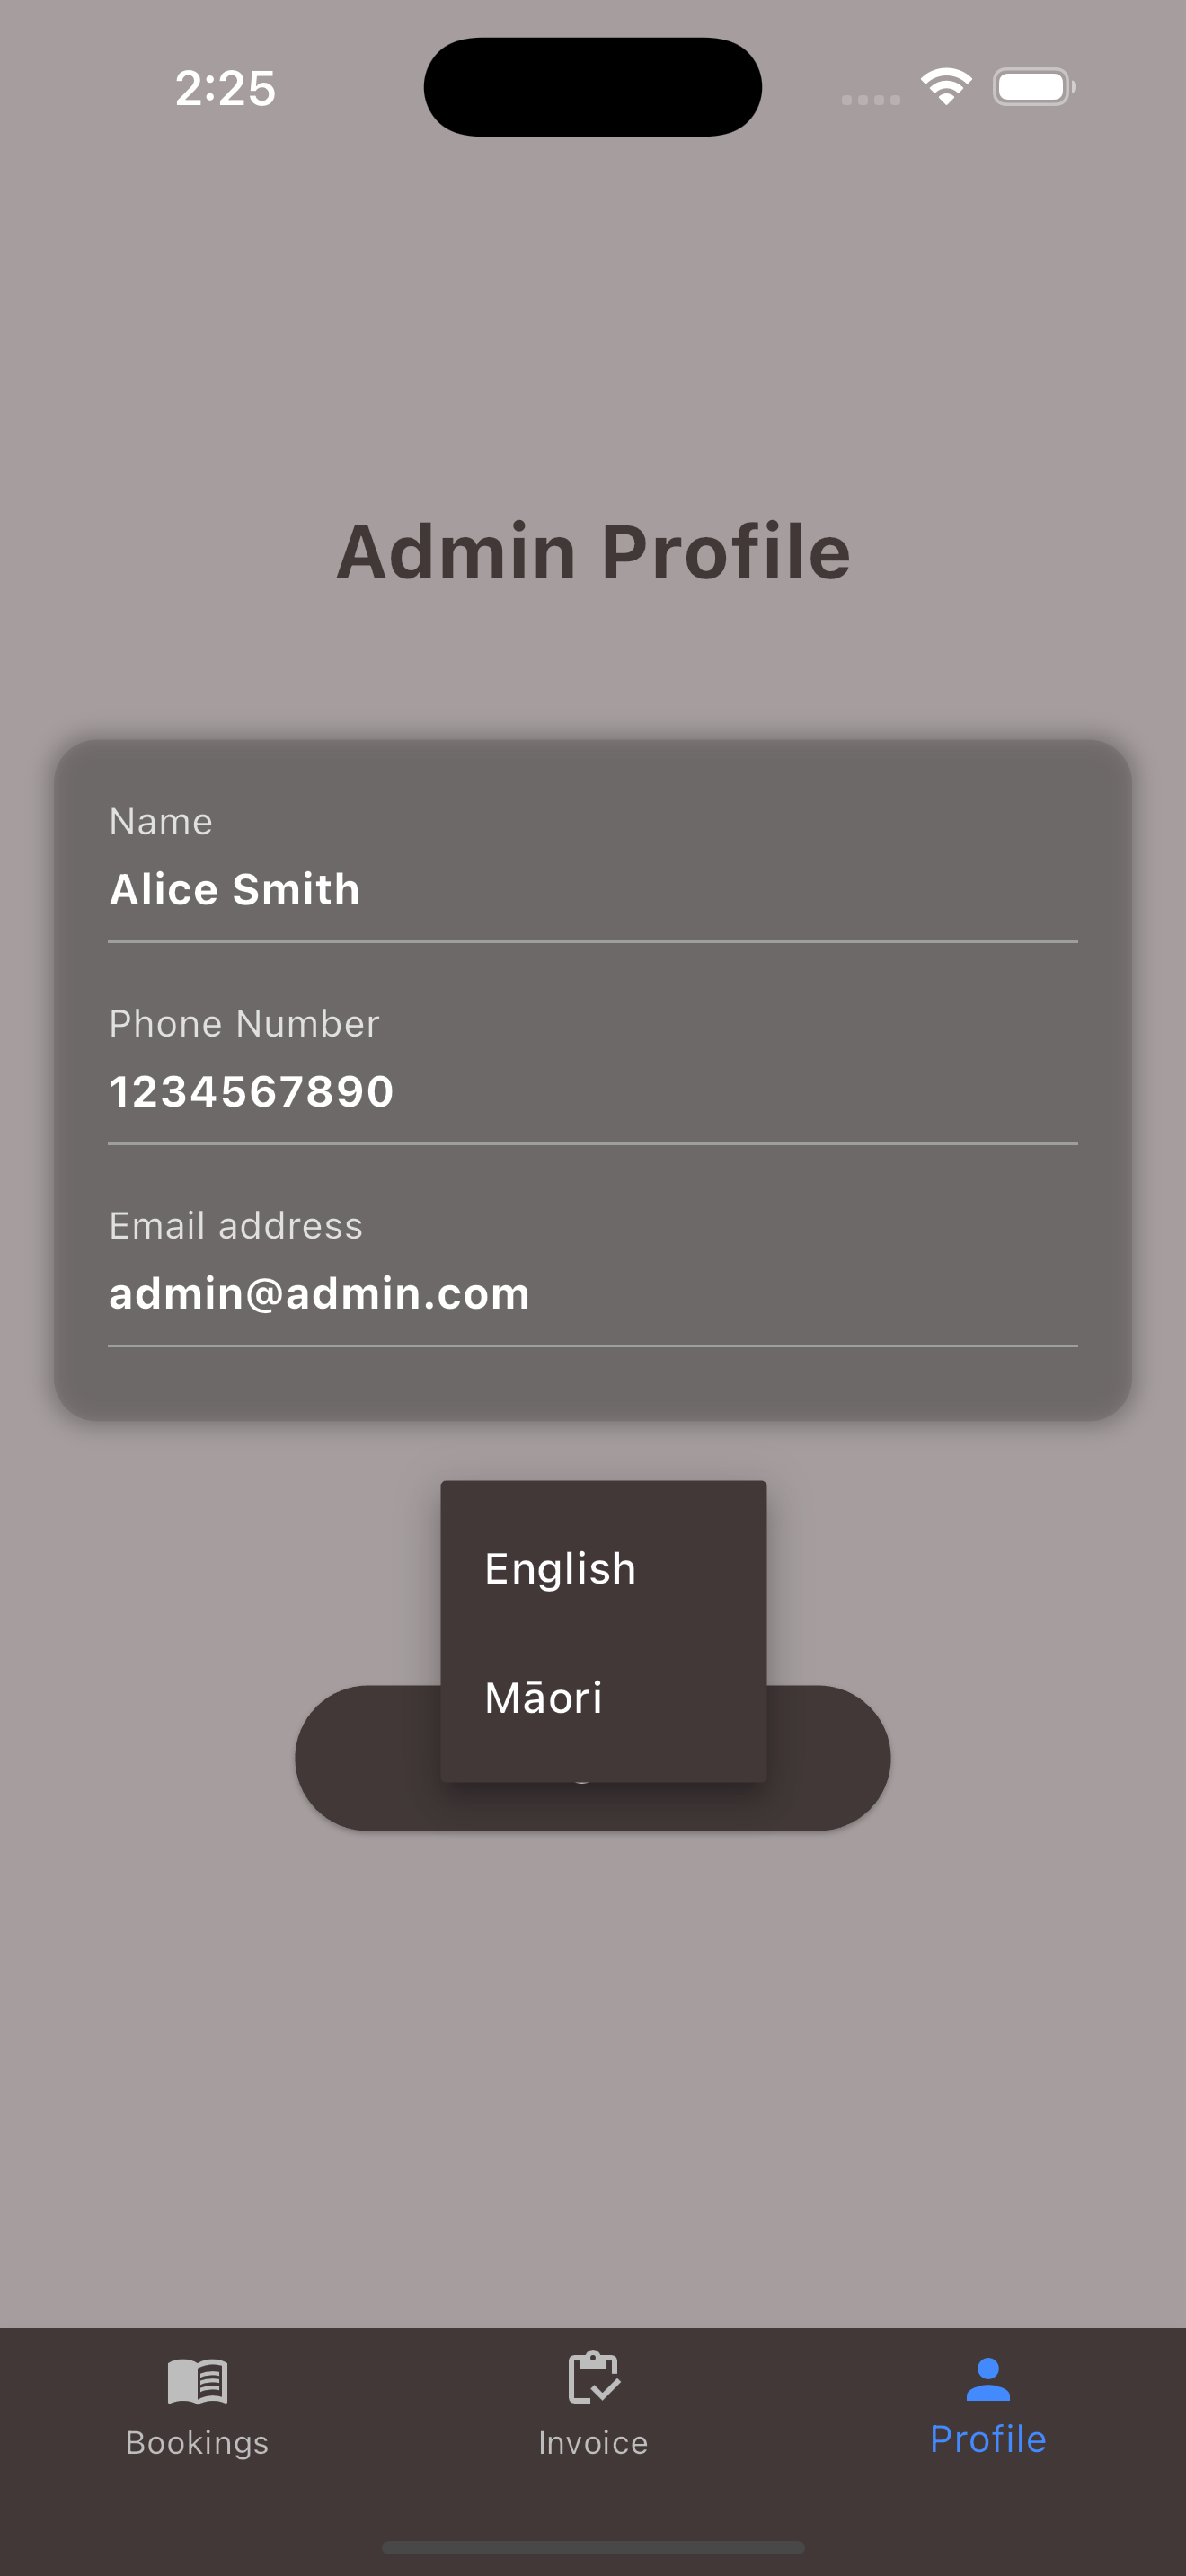 2:25
Admin Profile
Name
Alice Smith
Phone Number
1234567890
Email address
admin@admin.com
English
Māori
Bookings
Invoice
Profile